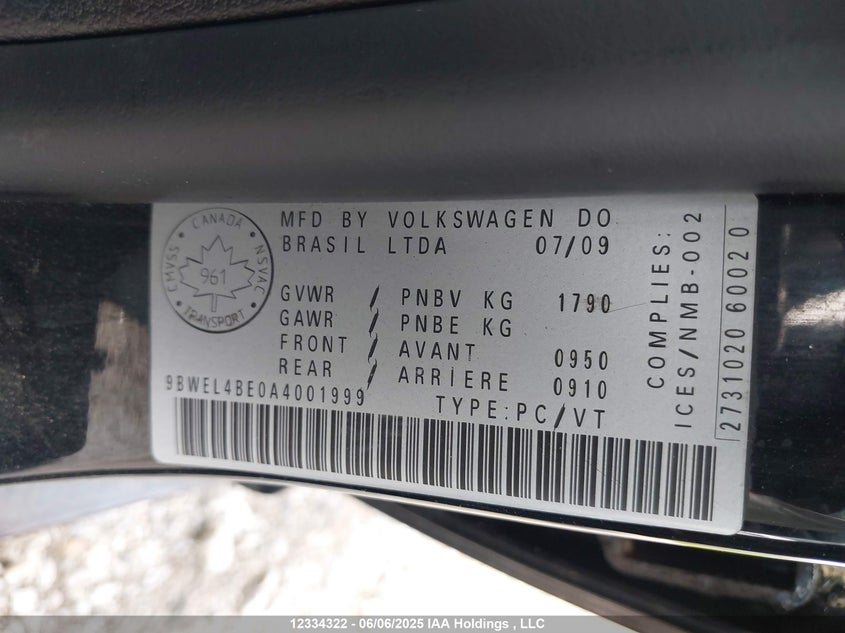 CANADA
CMVSS
NSVAC
961
TRANSPORT
MFD BY VOLKSWAGEN DO
BRASIL LTDA 07/09
GVWR / PNBV KG 1790
GAWR / PNBE KG
FRONT / AVANT 0950
REAR / ARRIÈRE 0910
9BWEL4BE0A4001999
TYPE:PC/VT
COMPLIES:
ICES/NMB-002
2731020 60020
12334322 - 06/06/2025 IAA Holdings , LLC